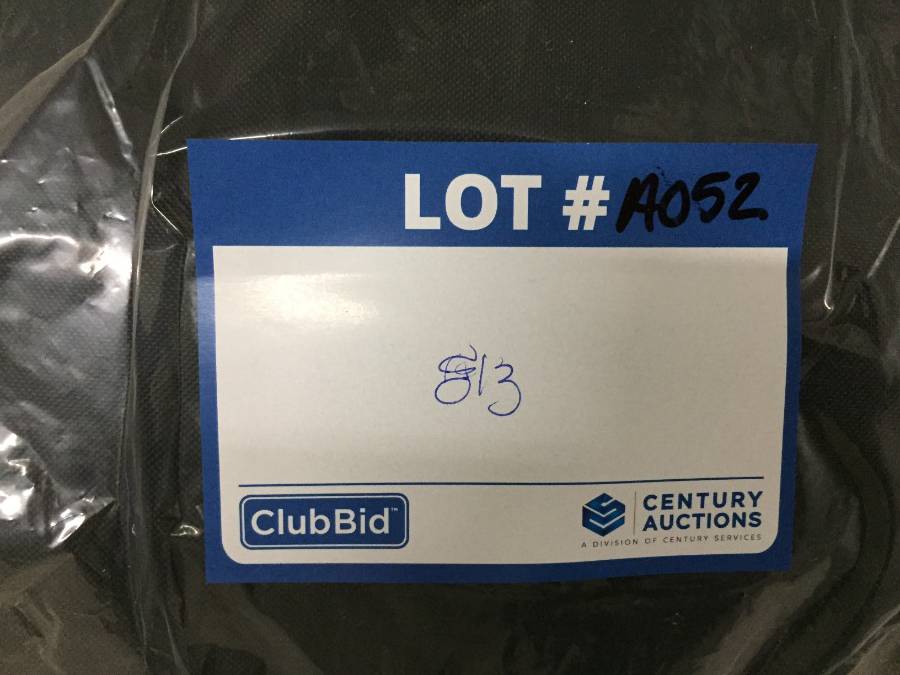 LOT # A052
813
ClubBid™
CENTURY
AUCTIONS
A DIVISION OF CENTURY SERVICES